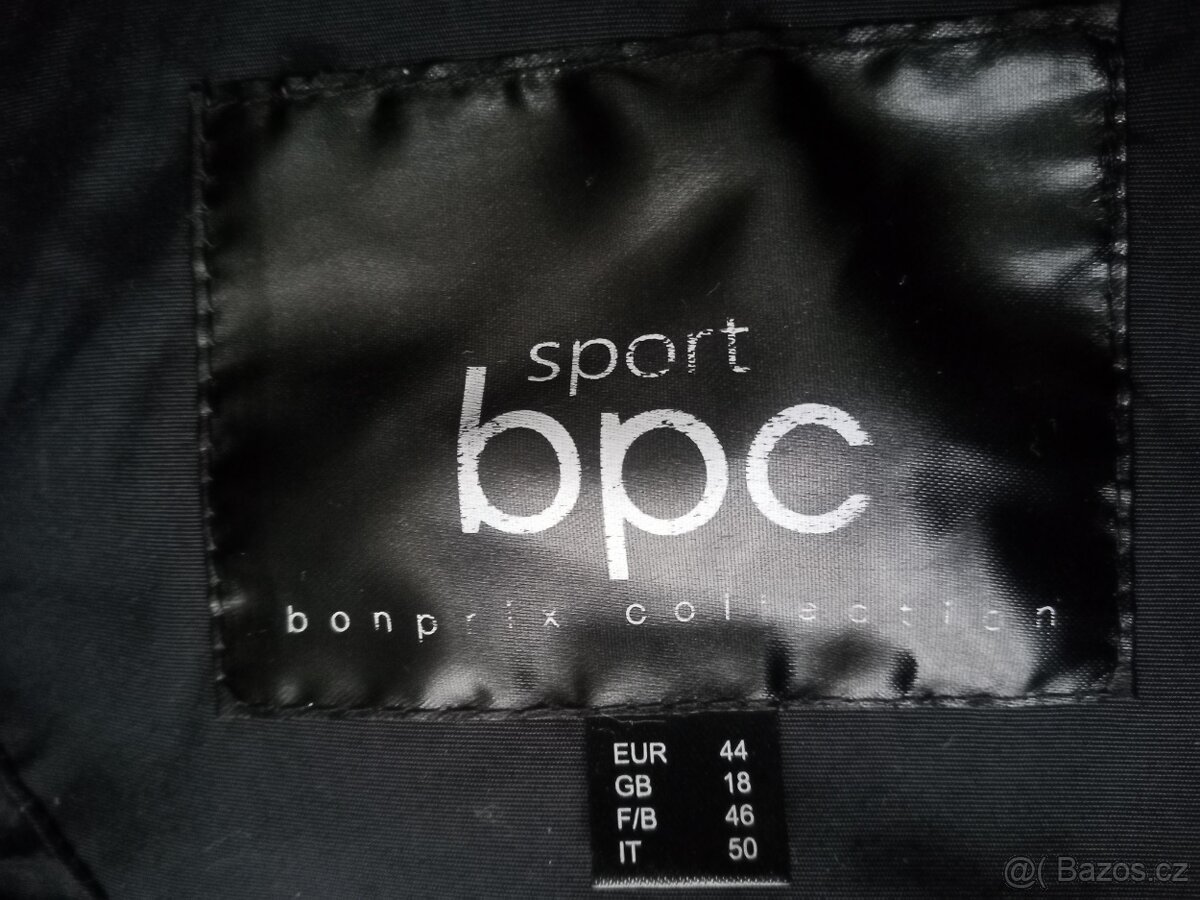 sport
bpc
bonprix collection
EUR 44
GB 18
F/B 46
IT 50
@( Bazos.cz